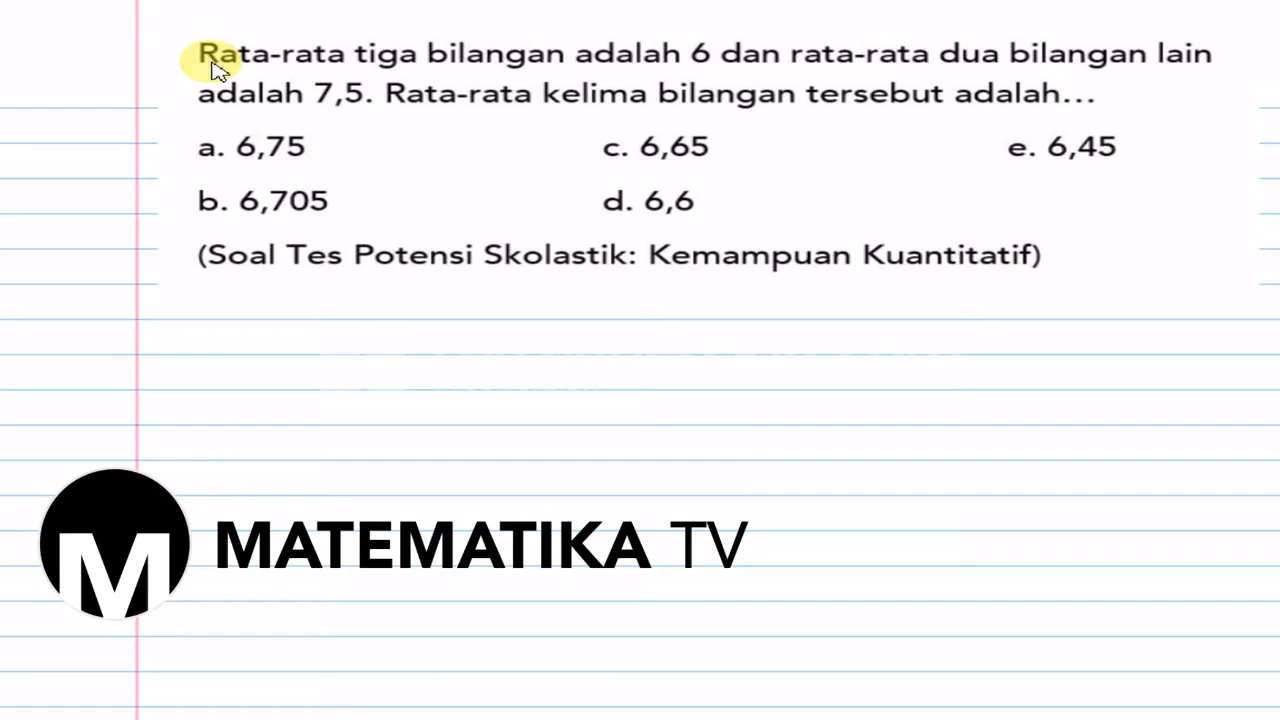 Rata-rata tiga bilangan adalah 6 dan rata-rata dua bilangan lain
adalah 7,5. Rata-rata kelima bilangan tersebut adalah...
a. 6,75 c. 6,65 e. 6,45
b. 6,705 d. 6,6
(Soal Tes Potensi Skolastik: Kemampuan Kuantitatif)
M MATEMATIKA TV